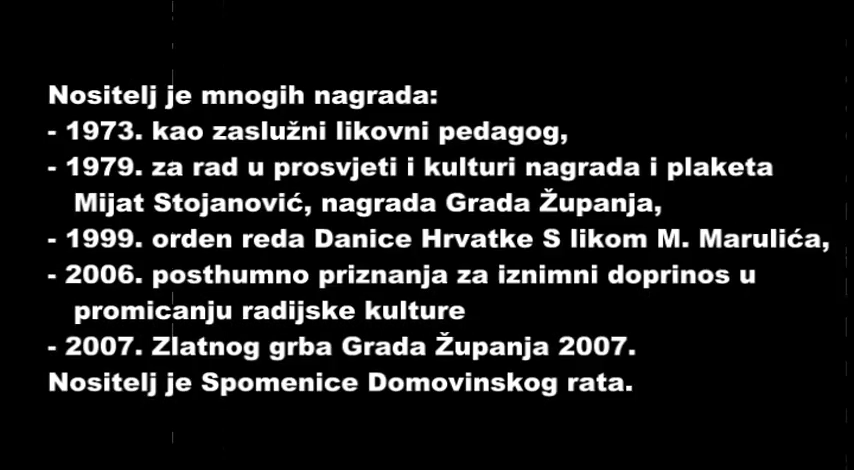 Nositelj je mnogih nagrada:
- 1973. kao zaslužni likovni pedagog,
- 1979. za rad u prosvjeti i kulturi nagrada i plaketa
Mijat Stojanović, nagrada Grada Županja,
- 1999. orden reda Danice Hrvatke S likom M. Marulića,
- 2006. posthumno priznanja za iznimni doprinos u
promicanju radijske kulture
- 2007. Zlatnog grba Grada Županja 2007.
Nositelj je Spomenice Domovinskog rata.